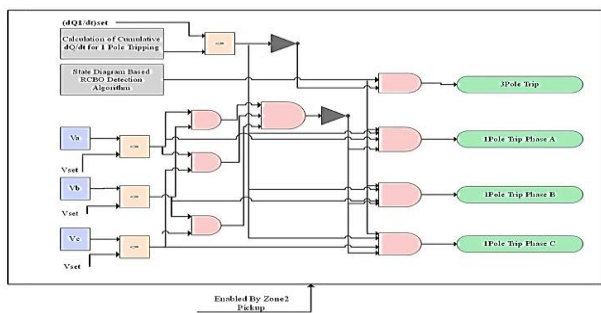 (dQ1/dt)set
Calculation of Cumulative
dQ/dt for 1 Pole Tripping
<=
State Diagram Based
RCBO Detection
Algorithm
3Pole Trip
Va
<=
Vset
1Pole Trip Phase A
Vb
<=
Vset
1Pole Trip Phase B
Vc
<=
Vset
1Pole Trip Phase C
Enabled By Zone2
Pickup